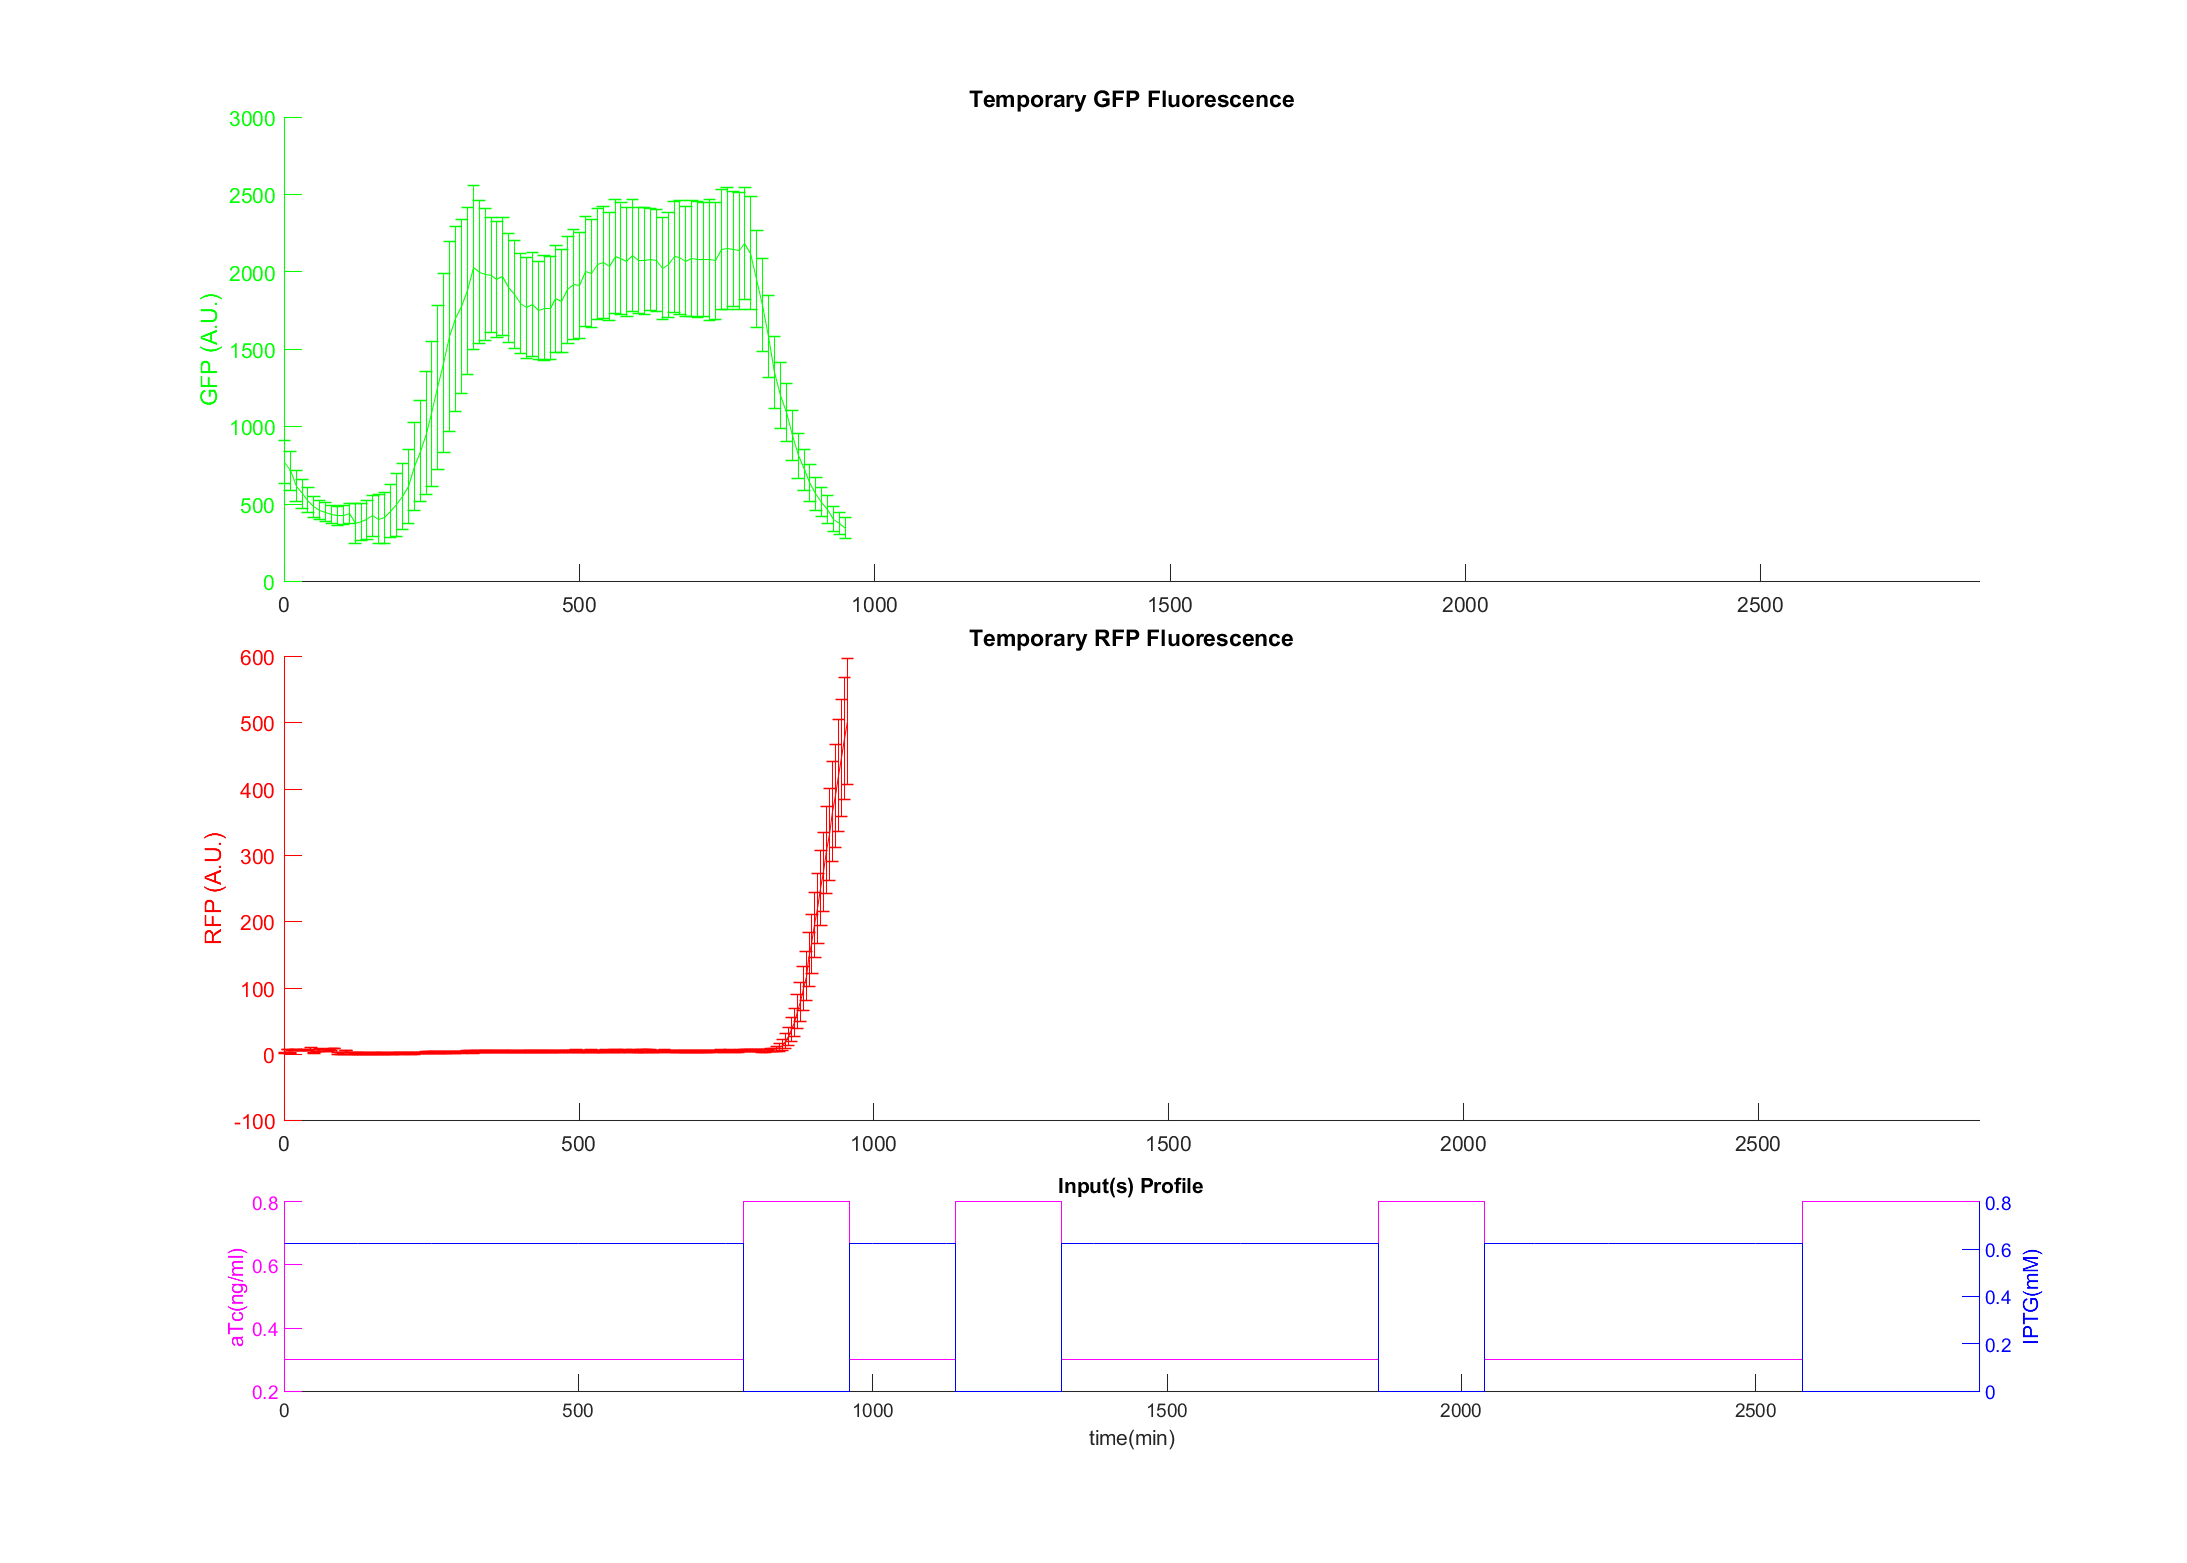 Temporary GFP Fluorescence
3000
2500
2000
1500
1000
500
0
GFP (A.U.)
0 500 1000 1500 2000 2500
Temporary RFP Fluorescence
600
500
400
300
200
100
0
-100
RFP (A.U.)
0 500 1000 1500 2000 2500
Input(s) Profile
0.8
0.6
0.4
0.2
aTc(ng/ml)
0.8
0.6
0.4
0.2
0
IPTG(mM)
0 500 1000 1500 2000 2500
time(min)